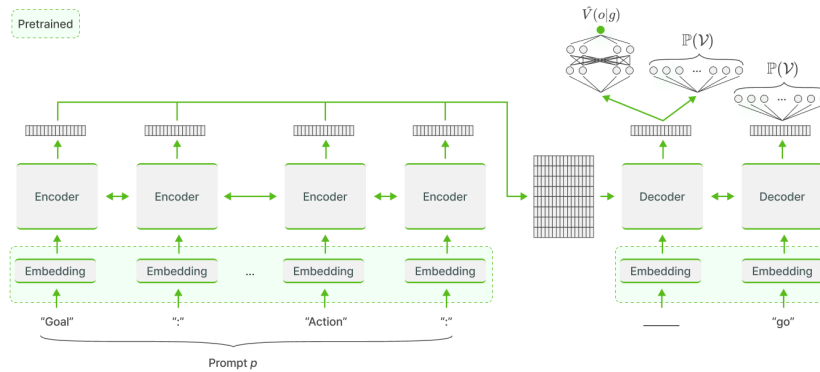 V̂(o|g)
Pretrained
ℙ(𝒱)
ℙ(𝒱)
...
...
Encoder
Encoder
Encoder
Encoder
Decoder
Decoder
Embedding
Embedding
...
Embedding
Embedding
Embedding
Embedding
“Goal”
“:”
“Action”
“:”
“go”
Prompt p